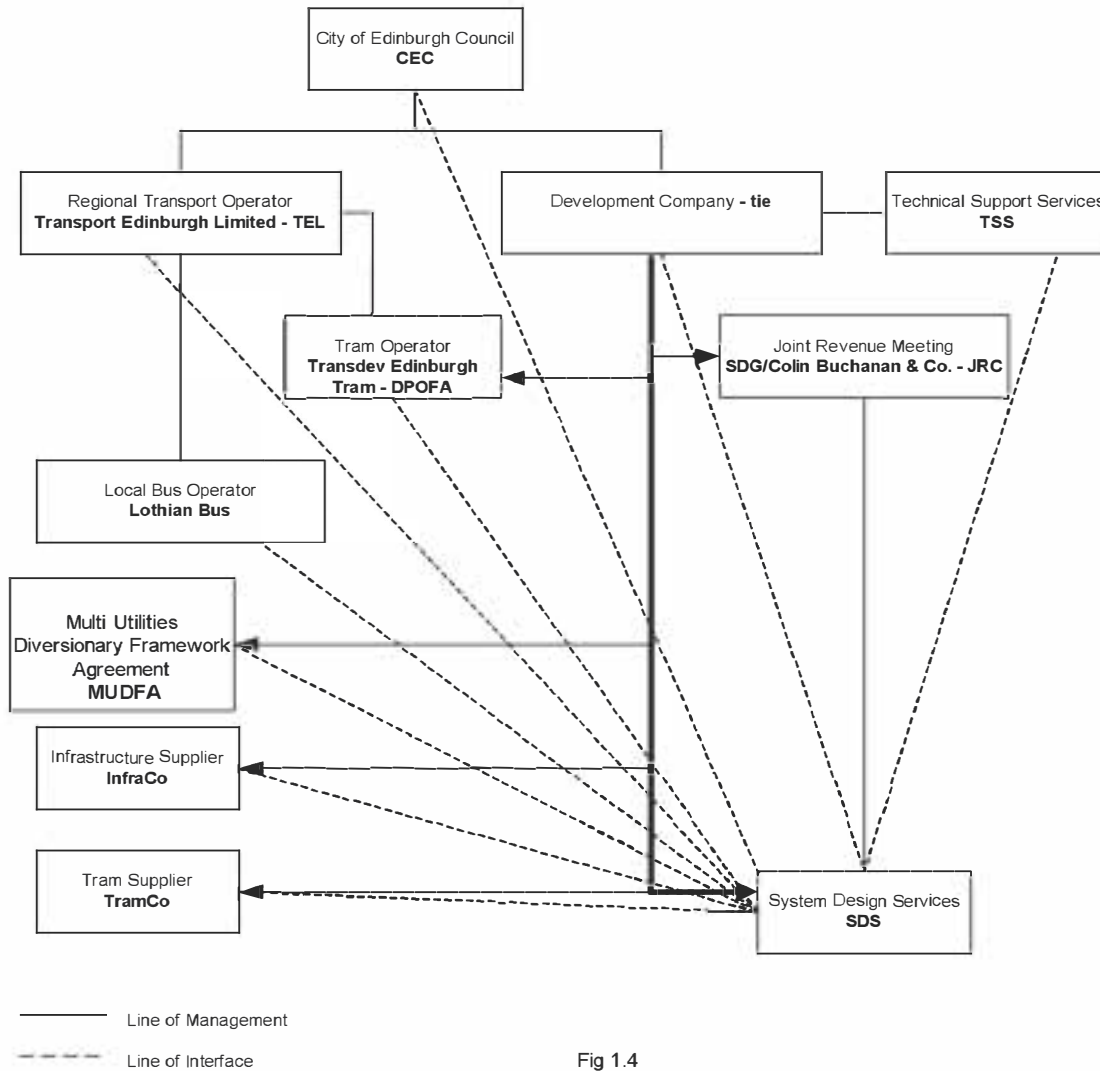 City of Edinburgh Council
CEC
Regional Transport Operator
Transport Edinburgh Limited - TEL
Development Company - tie
Technical Support Services
TSS
Tram Operator
Transdev Edinburgh
Tram - DPOFA
Joint Revenue Meeting
SDG/Colin Buchanan & Co. - JRC
Local Bus Operator
Lothian Bus
Multi Utilities
Diversionary Framework
Agreement
MUDFA
Infrastructure Supplier
InfraCo
Tram Supplier
TramCo
System Design Services
SDS
Line of Management
Line of Interface
Fig 1.4